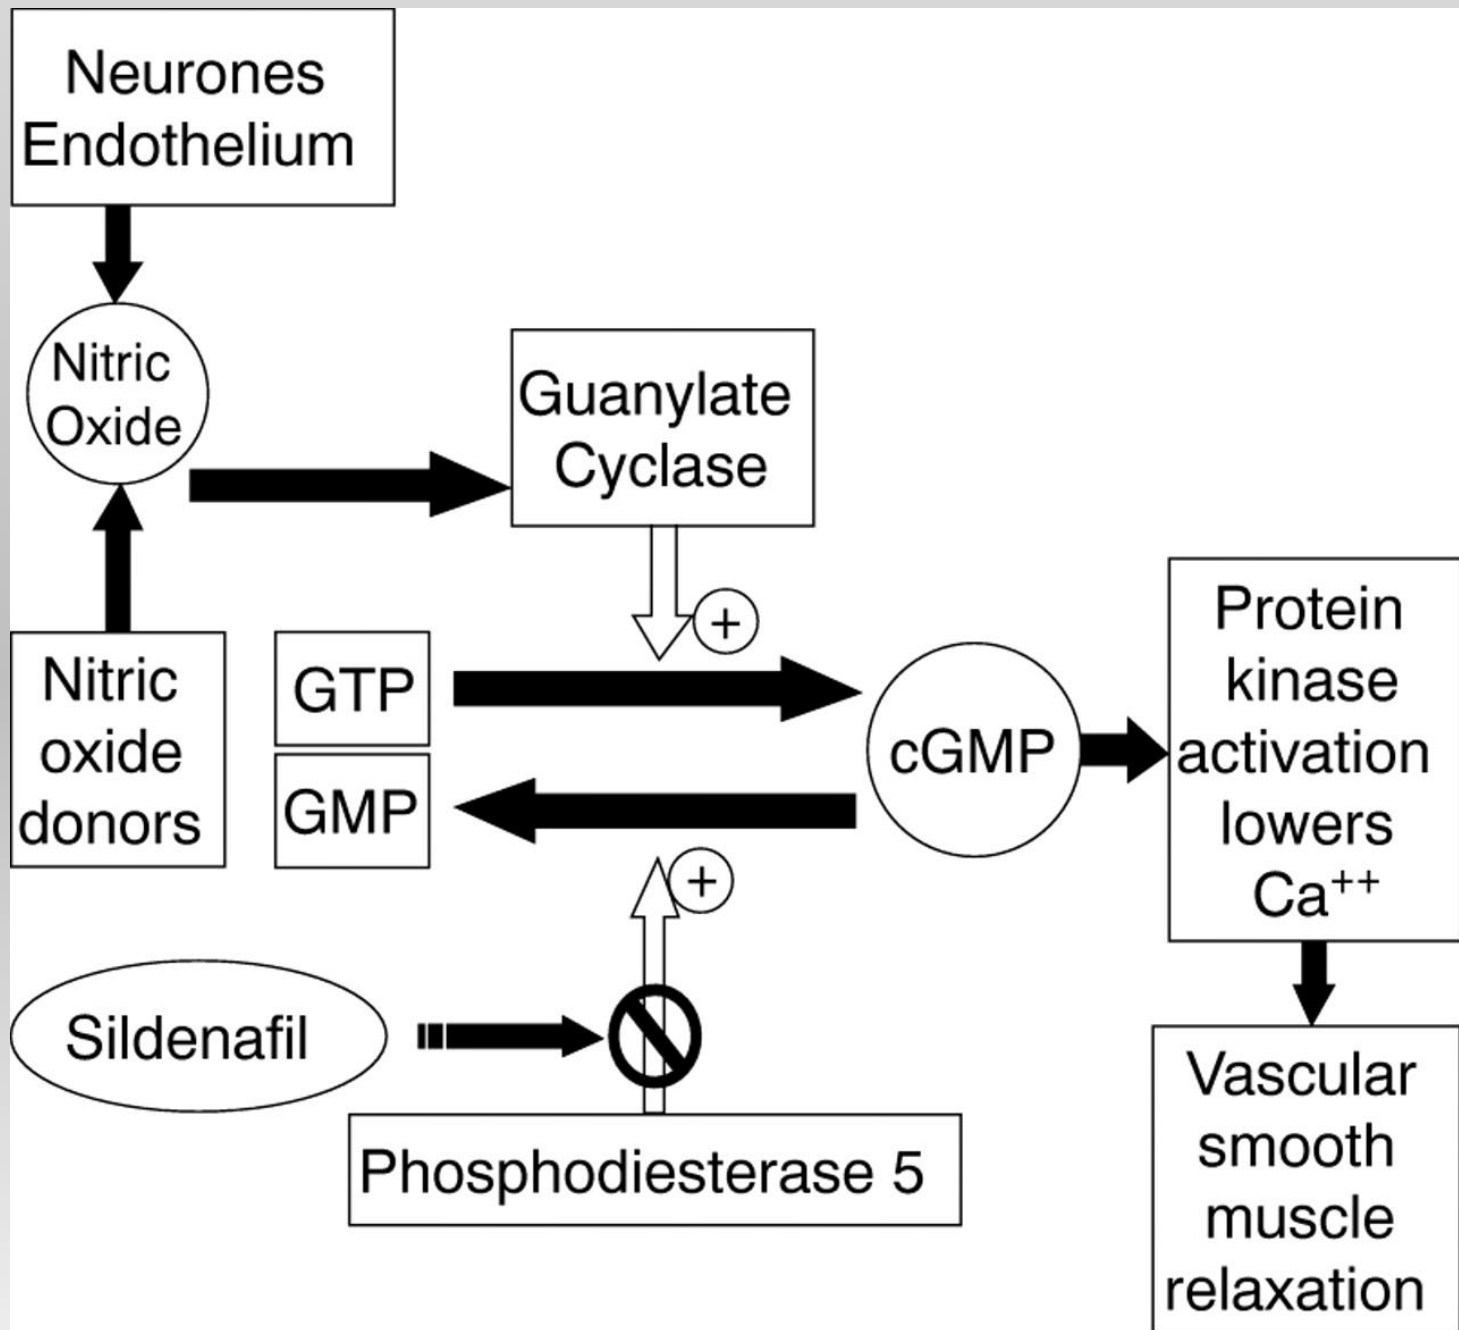 Neurones
Endothelium
Nitric
Oxide
Guanylate
Cyclase
+
Nitric
oxide
donors
GTP
GMP
cGMP
Protein
kinase
activation
lowers
Ca⁺⁺
+
Sildenafil
Phosphodiesterase 5
Vascular
smooth
muscle
relaxation